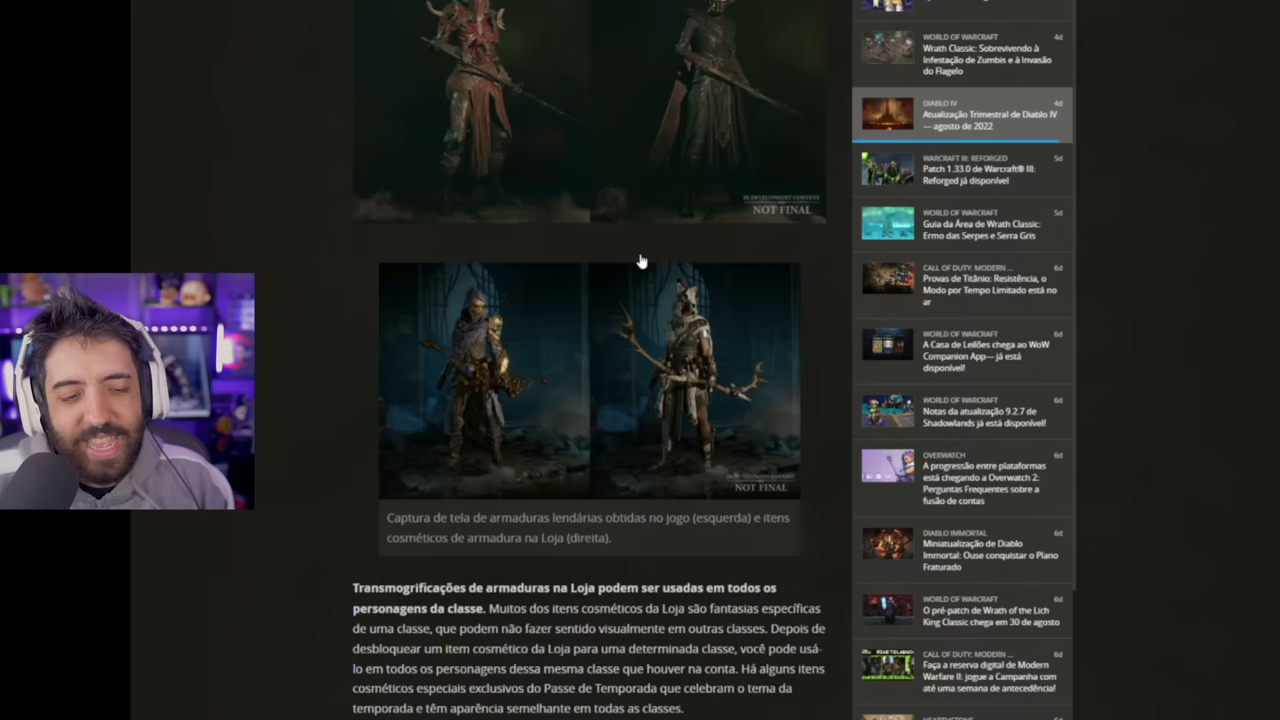 IN DEVELOPMENT CONTENT
NOT FINAL
IN DEVELOPMENT CONTENT
NOT FINAL
Captura de tela de armaduras lendárias obtidas no jogo (esquerda) e itens
cosméticos de armadura na Loja (direita).
Transmogrificações de armaduras na Loja podem ser usadas em todos os
personagens da classe. Muitos dos itens cosméticos da Loja são fantasias específicas
de uma classe, que podem não fazer sentido visualmente em outras classes. Depois de
desbloquear um item cosmético da Loja para uma determinada classe, você pode usá-
lo em todos os personagens dessa mesma classe que houver na conta. Há alguns itens
cosméticos especiais exclusivos do Passe de Temporada que celebram o tema da
temporada e têm aparência semelhante em todas as classes.
WORLD OF WARCRAFT 4d
Wrath Classic: Sobrevivendo à
Infestação de Zumbis e à Invasão
do Flagelo
DIABLO IV 4d
Atualização Trimestral de Diablo IV
— agosto de 2022
WARCRAFT III: REFORGED 5d
Patch 1.33.0 de Warcraft® III:
Reforged já disponível!
WORLD OF WARCRAFT 5d
Guia da Área de Wrath Classic:
Ermo das Serpes e Serra Gris
CALL OF DUTY: MODERN ... 6d
Provas de Titânio: Resistência, o
Modo por Tempo Limitado está no
ar
WORLD OF WARCRAFT 6d
A Casa de Leilões chega ao WoW
Companion App— já está
disponível!
WORLD OF WARCRAFT 6d
Notas da atualização 9.2.7 de
Shadowlands já está disponível!
OVERWATCH 6d
A progressão entre plataformas
está chegando a Overwatch 2:
Perguntas Frequentes sobre a
fusão de contas
DIABLO IMMORTAL 6d
Miniatualização de Diablo
Immortal: Ouse conquistar o Plano
Fraturado
WORLD OF WARCRAFT 6d
O pré-patch de Wrath of the Lich
King Classic chega em 30 de agosto
CALL OF DUTY: MODERN ... 6d
Faça a reserva digital de Modern
Warfare II: jogue a Campanha com
até uma semana de antecedência!